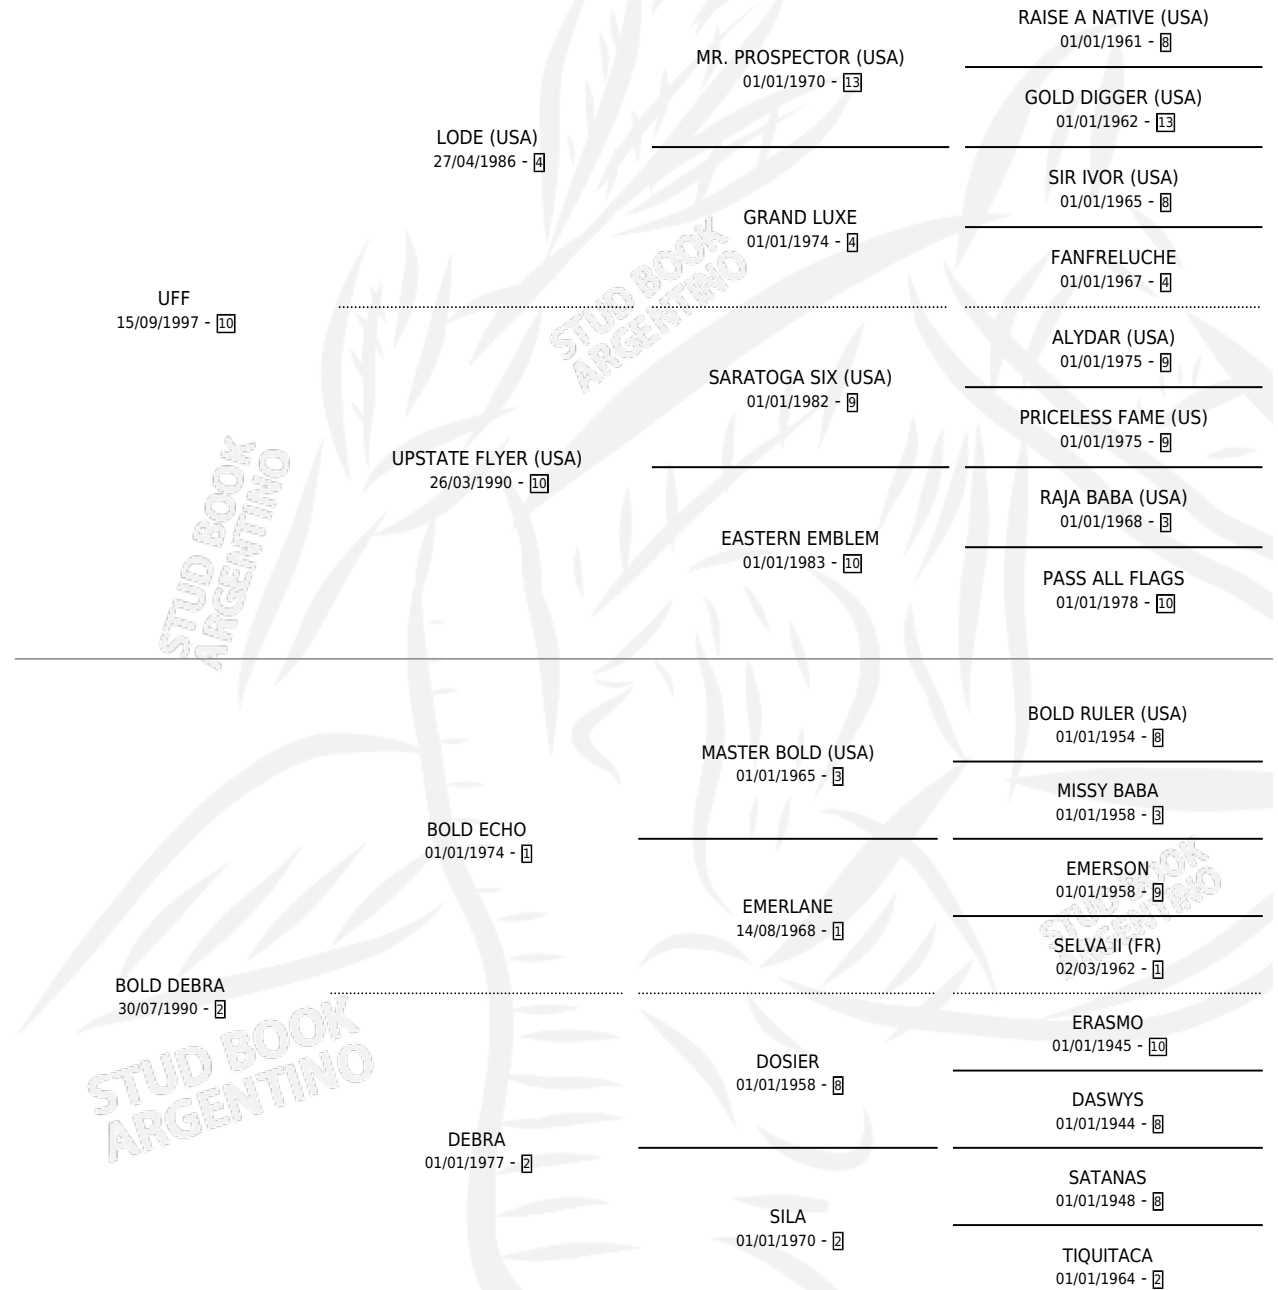 RAISE A NATIVE (USA)
01/01/1961 - 8
MR. PROSPECTOR (USA)
01/01/1970 - 13
GOLD DIGGER (USA)
01/01/1962 - 13
LODE (USA)
27/04/1986 - 4
SIR IVOR (USA)
01/01/1965 - 8
GRAND LUXE
01/01/1974 - 4
FANFRELUCHE
01/01/1967 - 4
STUD BOOK
ARGENTINO
UFF
15/09/1997 - 10
ALYDAR (USA)
01/01/1975 - 9
SARATOGA SIX (USA)
01/01/1982 - 9
PRICELESS FAME (US)
01/01/1975 - 9
UPSTATE FLYER (USA)
26/03/1990 - 10
RAJA BABA (USA)
01/01/1968 - 3
EASTERN EMBLEM
01/01/1983 - 10
PASS ALL FLAGS
01/01/1978 - 10
STUD BOOK
ARGENTINO
BOLD RULER (USA)
01/01/1954 - 8
MASTER BOLD (USA)
01/01/1965 - 3
MISSY BABA
01/01/1958 - 3
BOLD ECHO
01/01/1974 - 1
EMERSON
01/01/1958 - 9
EMERLANE
14/08/1968 - 1
SELVA II (FR)
02/03/1962 - 1
STUD BOOK
ARGENTINO
BOLD DEBRA
30/07/1990 - 2
ERASMO
01/01/1945 - 10
DOSIER
01/01/1958 - 8
DASWYS
01/01/1944 - 8
STUD BOOK
ARGENTINO
DEBRA
01/01/1977 - 2
SATANAS
01/01/1948 - 8
SILA
01/01/1970 - 2
TIQUITACA
01/01/1964 - 2